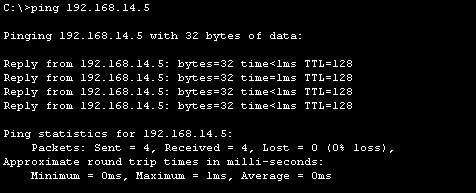 C:\>ping 192.168.14.5
Pinging 192.168.14.5 with 32 bytes of data:
Reply from 192.168.14.5: bytes=32 time<1ms TTL=128
Reply from 192.168.14.5: bytes=32 time=1ms TTL=128
Reply from 192.168.14.5: bytes=32 time<1ms TTL=128
Reply from 192.168.14.5: bytes=32 time<1ms TTL=128
Ping statistics for 192.168.14.5:
Packets: Sent = 4, Received = 4, Lost = 0 (0% loss),
Approximate round trip times in milli-seconds:
Minimum = 0ms, Maximum = 1ms, Average = 0ms